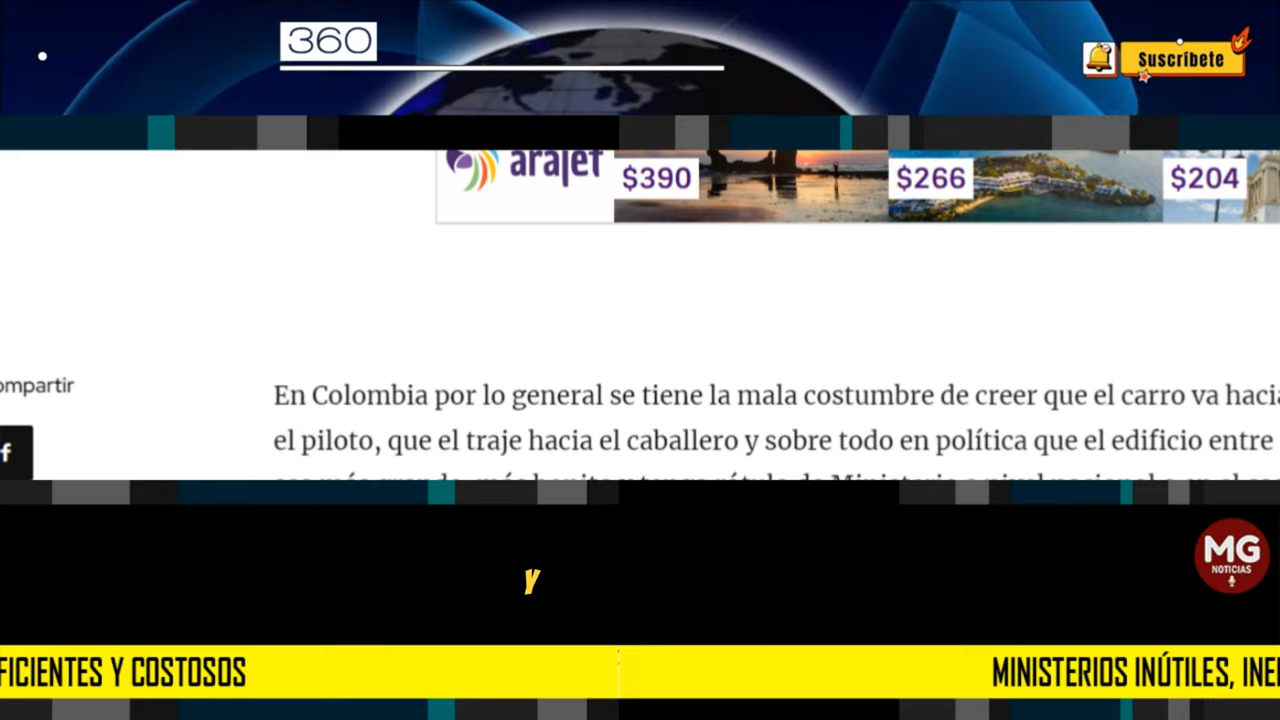 360
Suscríbete
arajet
$390
$266
$204
ompartir
f
En Colombia por lo general se tiene la mala costumbre de creer que el carro va hacia
el piloto, que el traje hacia el caballero y sobre todo en política que el edificio entre
MG
NOTICIAS
Y
FICIENTES Y COSTOSOS
MINISTERIOS INÚTILES, INE